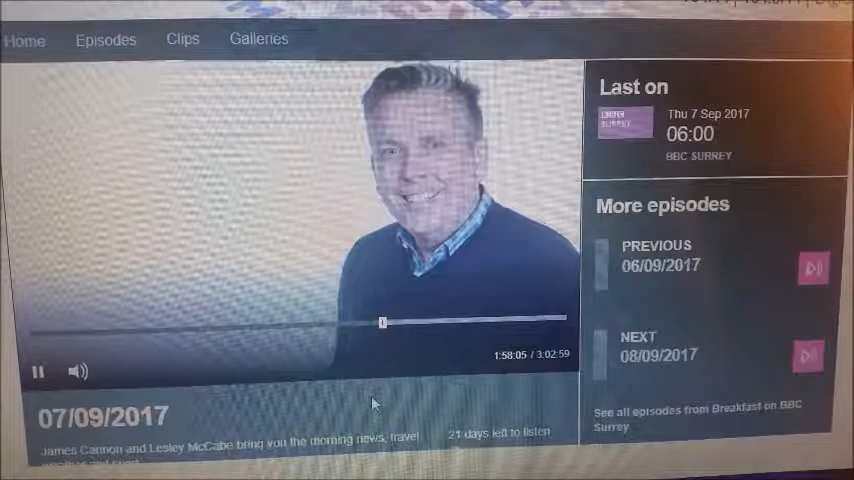 Home Episodes Clips Galleries
Last on
Thu 7 Sep 2017
06:00
BBC SURREY
More episodes
PREVIOUS
06/09/2017
NEXT
08/09/2017
See all episodes from Breakfast on BBC
Surrey
1:58:05 / 3:02:59
07/09/2017
James Cannon and Lesley McCabe bring you the morning news, travel
21 days left to listen